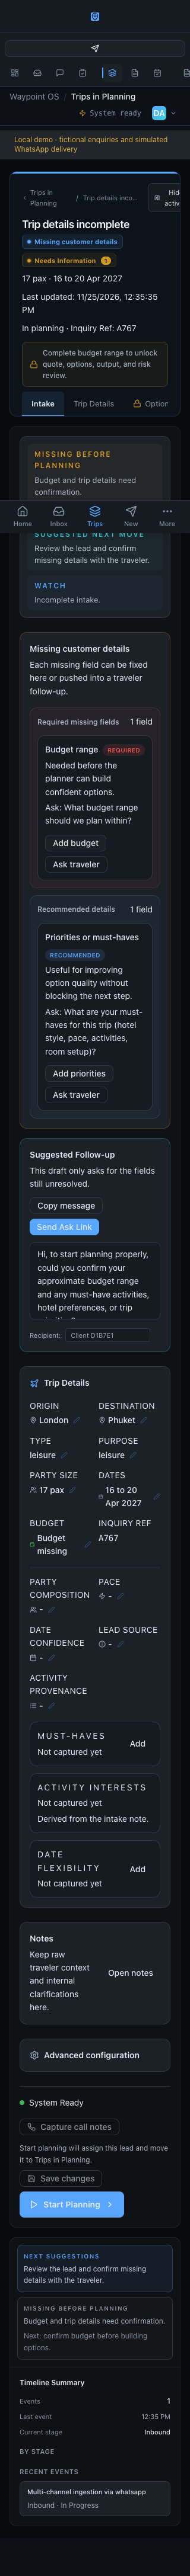 Waypoint OS / Trips in Planning
System ready
DA
Local demo · fictional enquiries and simulated
WhatsApp delivery
Trips in
Planning
/ Trip details inco...
Hid
activ
Trip details incomplete
Missing customer details
Needs Information 1
17 pax · 16 to 20 Apr 2027
Last updated: 11/25/2026, 12:35:35
PM
In planning · Inquiry Ref: A767
Complete budget range to unlock
quote, options, output, and risk
review.
Intake
Trip Details
Option
MISSING BEFORE
PLANNING
Budget and trip details need
confirmation.
Home
Inbox
Trips
New
More
SUGGESTED NEXT MOVE
Review the lead and confirm
missing details with the traveler.
WATCH
Incomplete intake.
Missing customer details
Each missing field can be fixed
here or pushed into a traveler
follow-up.
Required missing fields 1 field
Budget range REQUIRED
Needed before the
planner can build
confident options.
Ask: What budget range
should we plan within?
Add budget
Ask traveler
Recommended details 1 field
Priorities or must-haves
RECOMMENDED
Useful for improving
option quality without
blocking the next step.
Ask: What are your must-
haves for this trip (hotel
style, pace, activities,
room setup)?
Add priorities
Ask traveler
Suggested Follow-up
This draft only asks for the fields
still unresolved.
Copy message
Send Ask Link
Hi, to start planning properly,
could you confirm your
approximate budget range
and any must-have activities,
hotel preferences, or trip
Recipient: Client D1B7E1
Trip Details
ORIGIN
London
DESTINATION
Phuket
TYPE
leisure
PURPOSE
leisure
PARTY SIZE
17 pax
DATES
16 to 20
Apr 2027
BUDGET
Budget
missing
INQUIRY REF
A767
PARTY
COMPOSITION
-
PACE
-
DATE
CONFIDENCE
-
LEAD SOURCE
-
ACTIVITY
PROVENANCE
-
MUST-HAVES
Not captured yet
Add
ACTIVITY INTERESTS
Not captured yet
Derived from the intake note.
DATE
FLEXIBILITY
Not captured yet
Add
Notes
Keep raw
traveler context
and internal
clarifications
here.
Open notes
Advanced configuration
System Ready
Capture call notes
Start planning will assign this lead and move
it to Trips in Planning.
Save changes
Start Planning
NEXT SUGGESTIONS
Review the lead and confirm missing
details with the traveler.
MISSING BEFORE PLANNING
Budget and trip details need confirmation.
Next: confirm budget before building
options.
Timeline Summary
Events 1
Last event 12:35 PM
Current stage Inbound
BY STAGE
RECENT EVENTS
Multi-channel ingestion via whatsapp
Inbound · In Progress